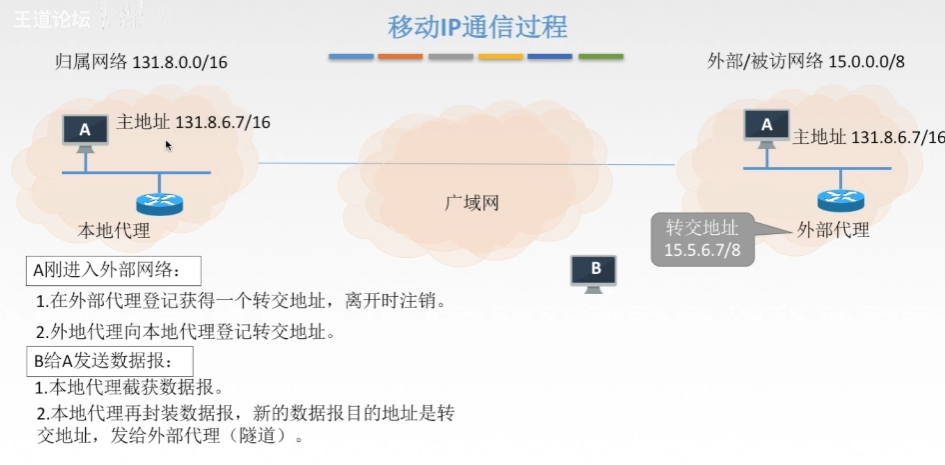 王道论坛
移动IP通信过程
归属网络 131.8.0.0/16
外部/被访网络 15.0.0.0/8
A
主地址 131.8.6.7/16
A
主地址 131.8.6.7/16
广域网
本地代理
转交地址
15.5.6.7/8
外部代理
B
A刚进入外部网络：
1.在外部代理登记获得一个转交地址，离开时注销。
2.外地代理向本地代理登记转交地址。
B给A发送数据报：
1.本地代理截获数据报。
2.本地代理再封装数据报，新的数据报目的地址是转
交地址，发给外部代理（隧道）。